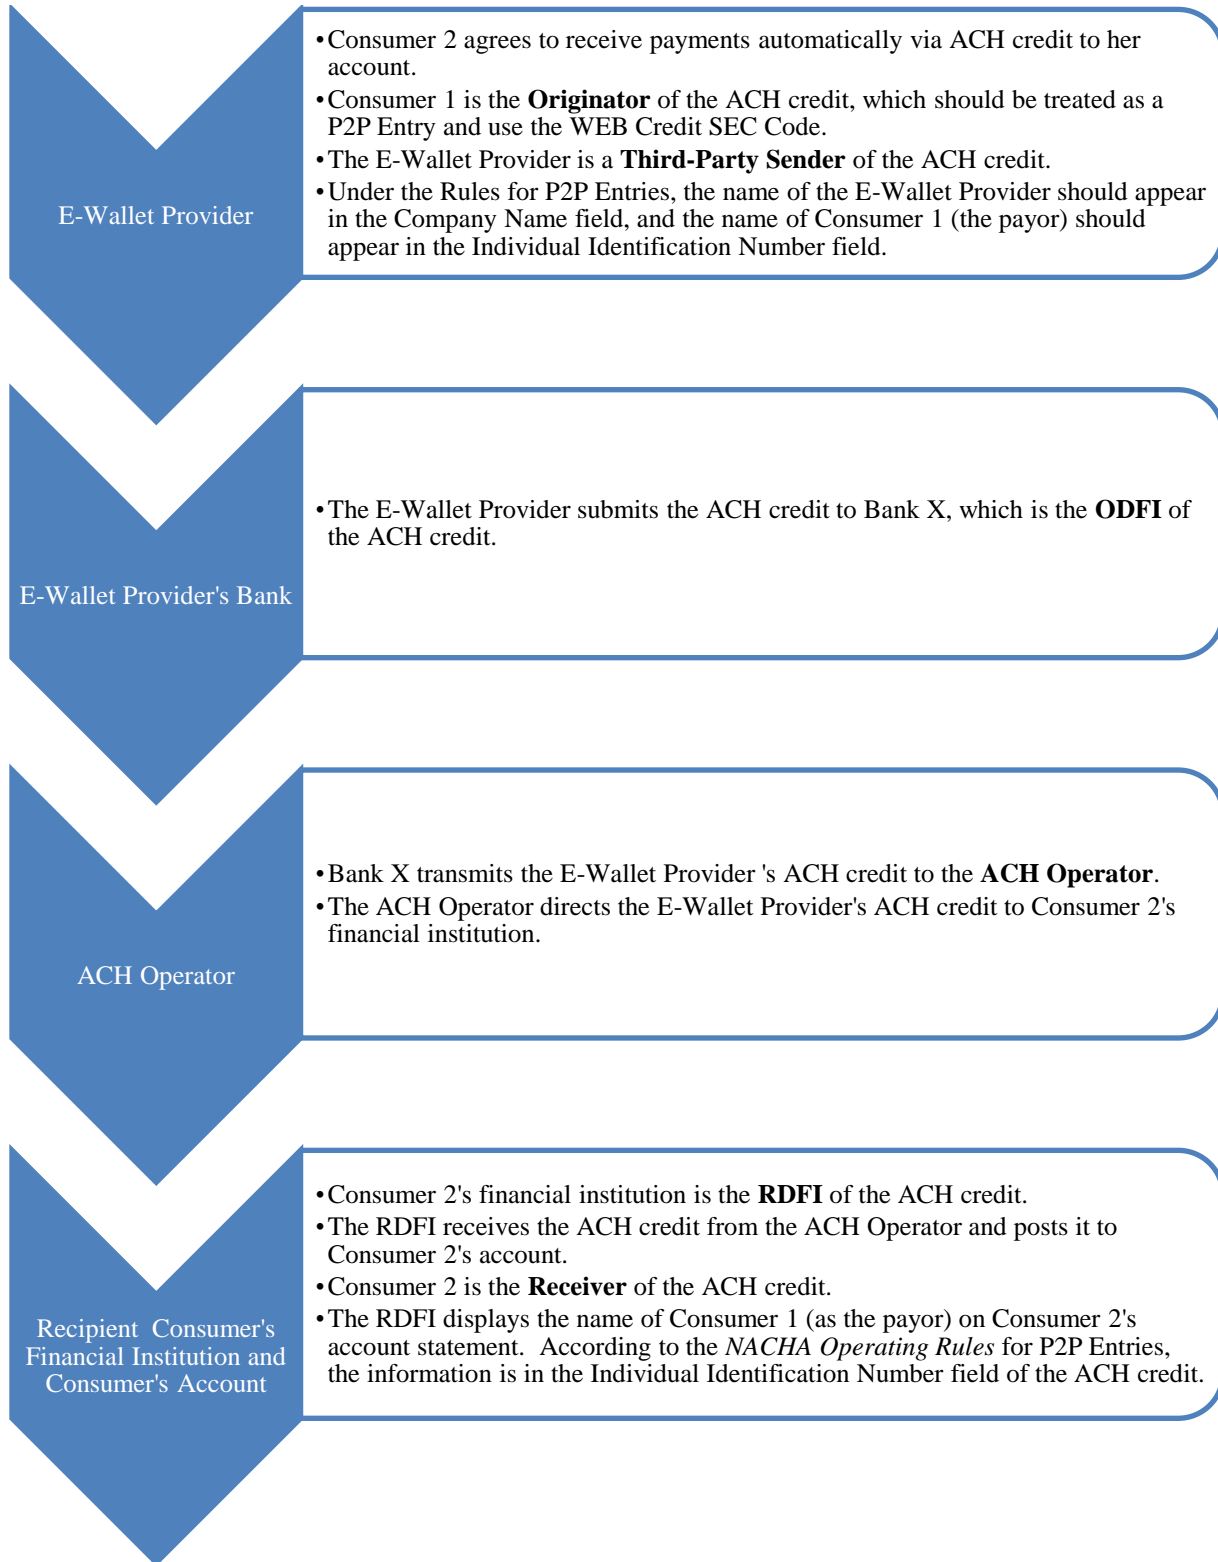 E-Wallet Provider
•Consumer 2 agrees to receive payments automatically via ACH credit to her
account.
•Consumer 1 is the Originator of the ACH credit, which should be treated as a
P2P Entry and use the WEB Credit SEC Code.
•The E-Wallet Provider is a Third-Party Sender of the ACH credit.
•Under the Rules for P2P Entries, the name of the E-Wallet Provider should appear
in the Company Name field, and the name of Consumer 1 (the payor) should
appear in the Individual Identification Number field.
E-Wallet Provider's Bank
•The E-Wallet Provider submits the ACH credit to Bank X, which is the ODFI of
the ACH credit.
ACH Operator
•Bank X transmits the E-Wallet Provider 's ACH credit to the ACH Operator.
•The ACH Operator directs the E-Wallet Provider's ACH credit to Consumer 2's
financial institution.
Recipient  Consumer's
Financial Institution and
Consumer's Account
•Consumer 2's financial institution is the RDFI of the ACH credit.
•The RDFI receives the ACH credit from the ACH Operator and posts it to
Consumer 2's account.
•Consumer 2 is the Receiver of the ACH credit.
•The RDFI displays the name of Consumer 1 (as the payor) on Consumer 2's
account statement.  According to the NACHA Operating Rules for P2P Entries,
the information is in the Individual Identification Number field of the ACH credit.